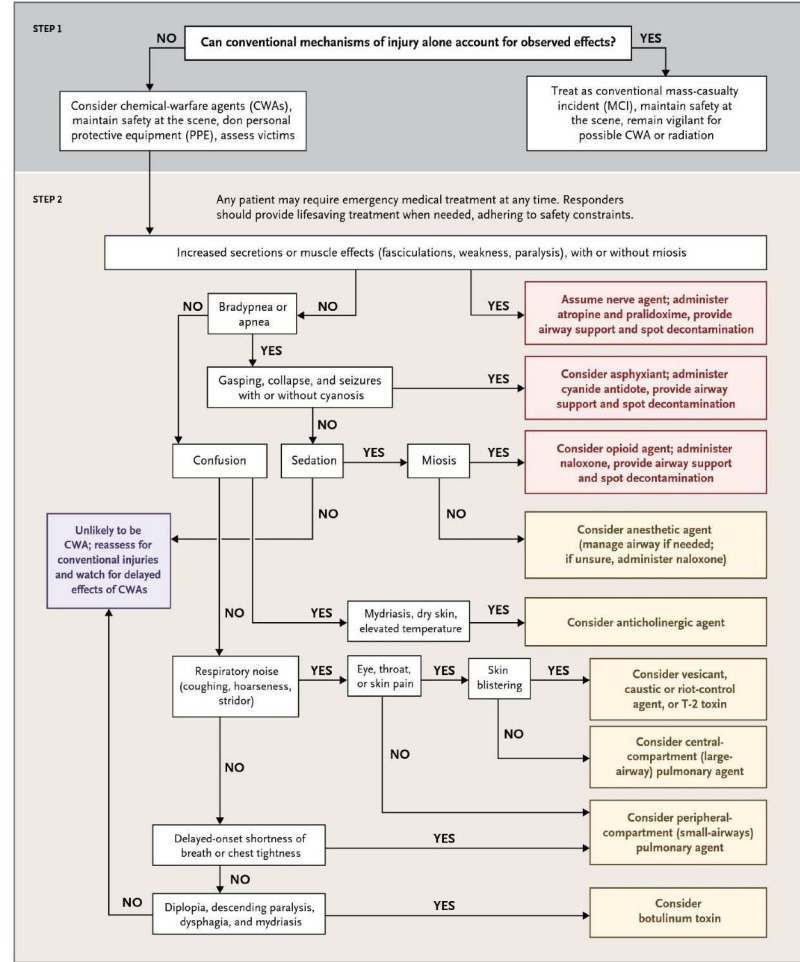 STEP 1
NO
Can conventional mechanisms of injury alone account for observed effects?
YES
Consider chemical-warfare agents (CWAs),
maintain safety at the scene, don personal
protective equipment (PPE), assess victims
Treat as conventional mass-casualty
incident (MCI), maintain safety at
the scene, remain vigilant for
possible CWA or radiation
STEP 2
Any patient may require emergency medical treatment at any time. Responders
should provide lifesaving treatment when needed, adhering to safety constraints.
Increased secretions or muscle effects (fasciculations, weakness, paralysis), with or without miosis
NO
Bradypnea or
apnea
NO
YES
Assume nerve agent; administer
atropine and pralidoxime, provide
airway support and spot decontamination
YES
Gasping, collapse, and seizures
with or without cyanosis
YES
Consider asphyxiant; administer
cyanide antidote, provide airway
support and spot decontamination
NO
Confusion
Sedation
YES
Miosis
YES
Consider opioid agent; administer
naloxone, provide airway support
and spot decontamination
NO
NO
Unlikely to be
CWA; reassess for
conventional injuries
and watch for delayed
effects of CWAs
Consider anesthetic agent
(manage airway if needed;
if unsure, administer naloxone)
NO
YES
Mydriasis, dry skin,
elevated temperature
YES
Consider anticholinergic agent
Respiratory noise
(coughing, hoarseness,
stridor)
YES
Eye, throat,
or skin pain
YES
Skin
blistering
YES
Consider vesicant,
caustic or riot-control
agent, or T-2 toxin
NO
NO
NO
Consider central-
compartment (large-
airway) pulmonary agent
Delayed-onset shortness of
breath or chest tightness
YES
Consider peripheral-
compartment (small-airways)
pulmonary agent
NO
NO
Diplopia, descending paralysis,
dysphagia, and mydriasis
YES
Consider
botulinum toxin